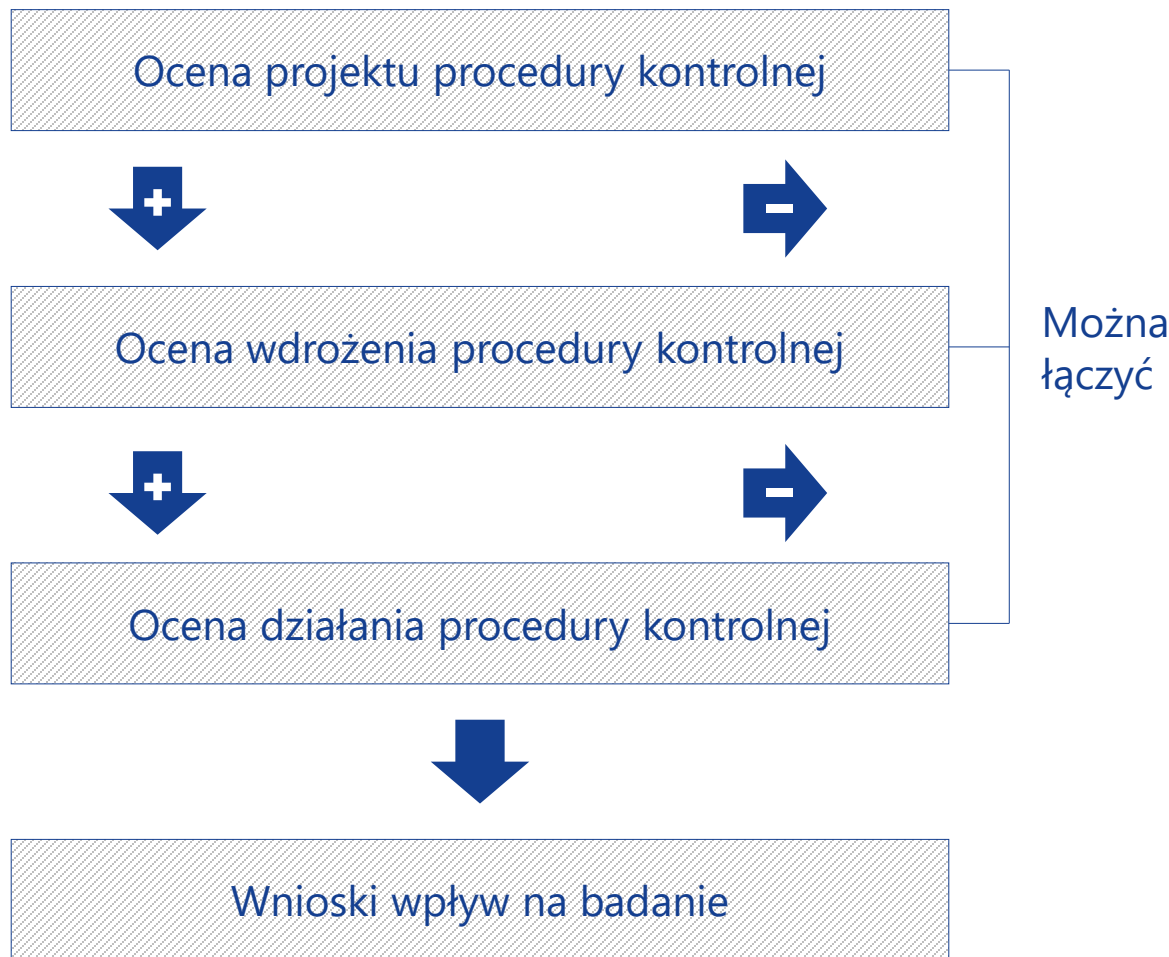 Ocena projektu procedury kontrolnej
+
-
Ocena wdrożenia procedury kontrolnej
Można
łączyć
+
-
Ocena działania procedury kontrolnej
Wnioski wpływ na badanie